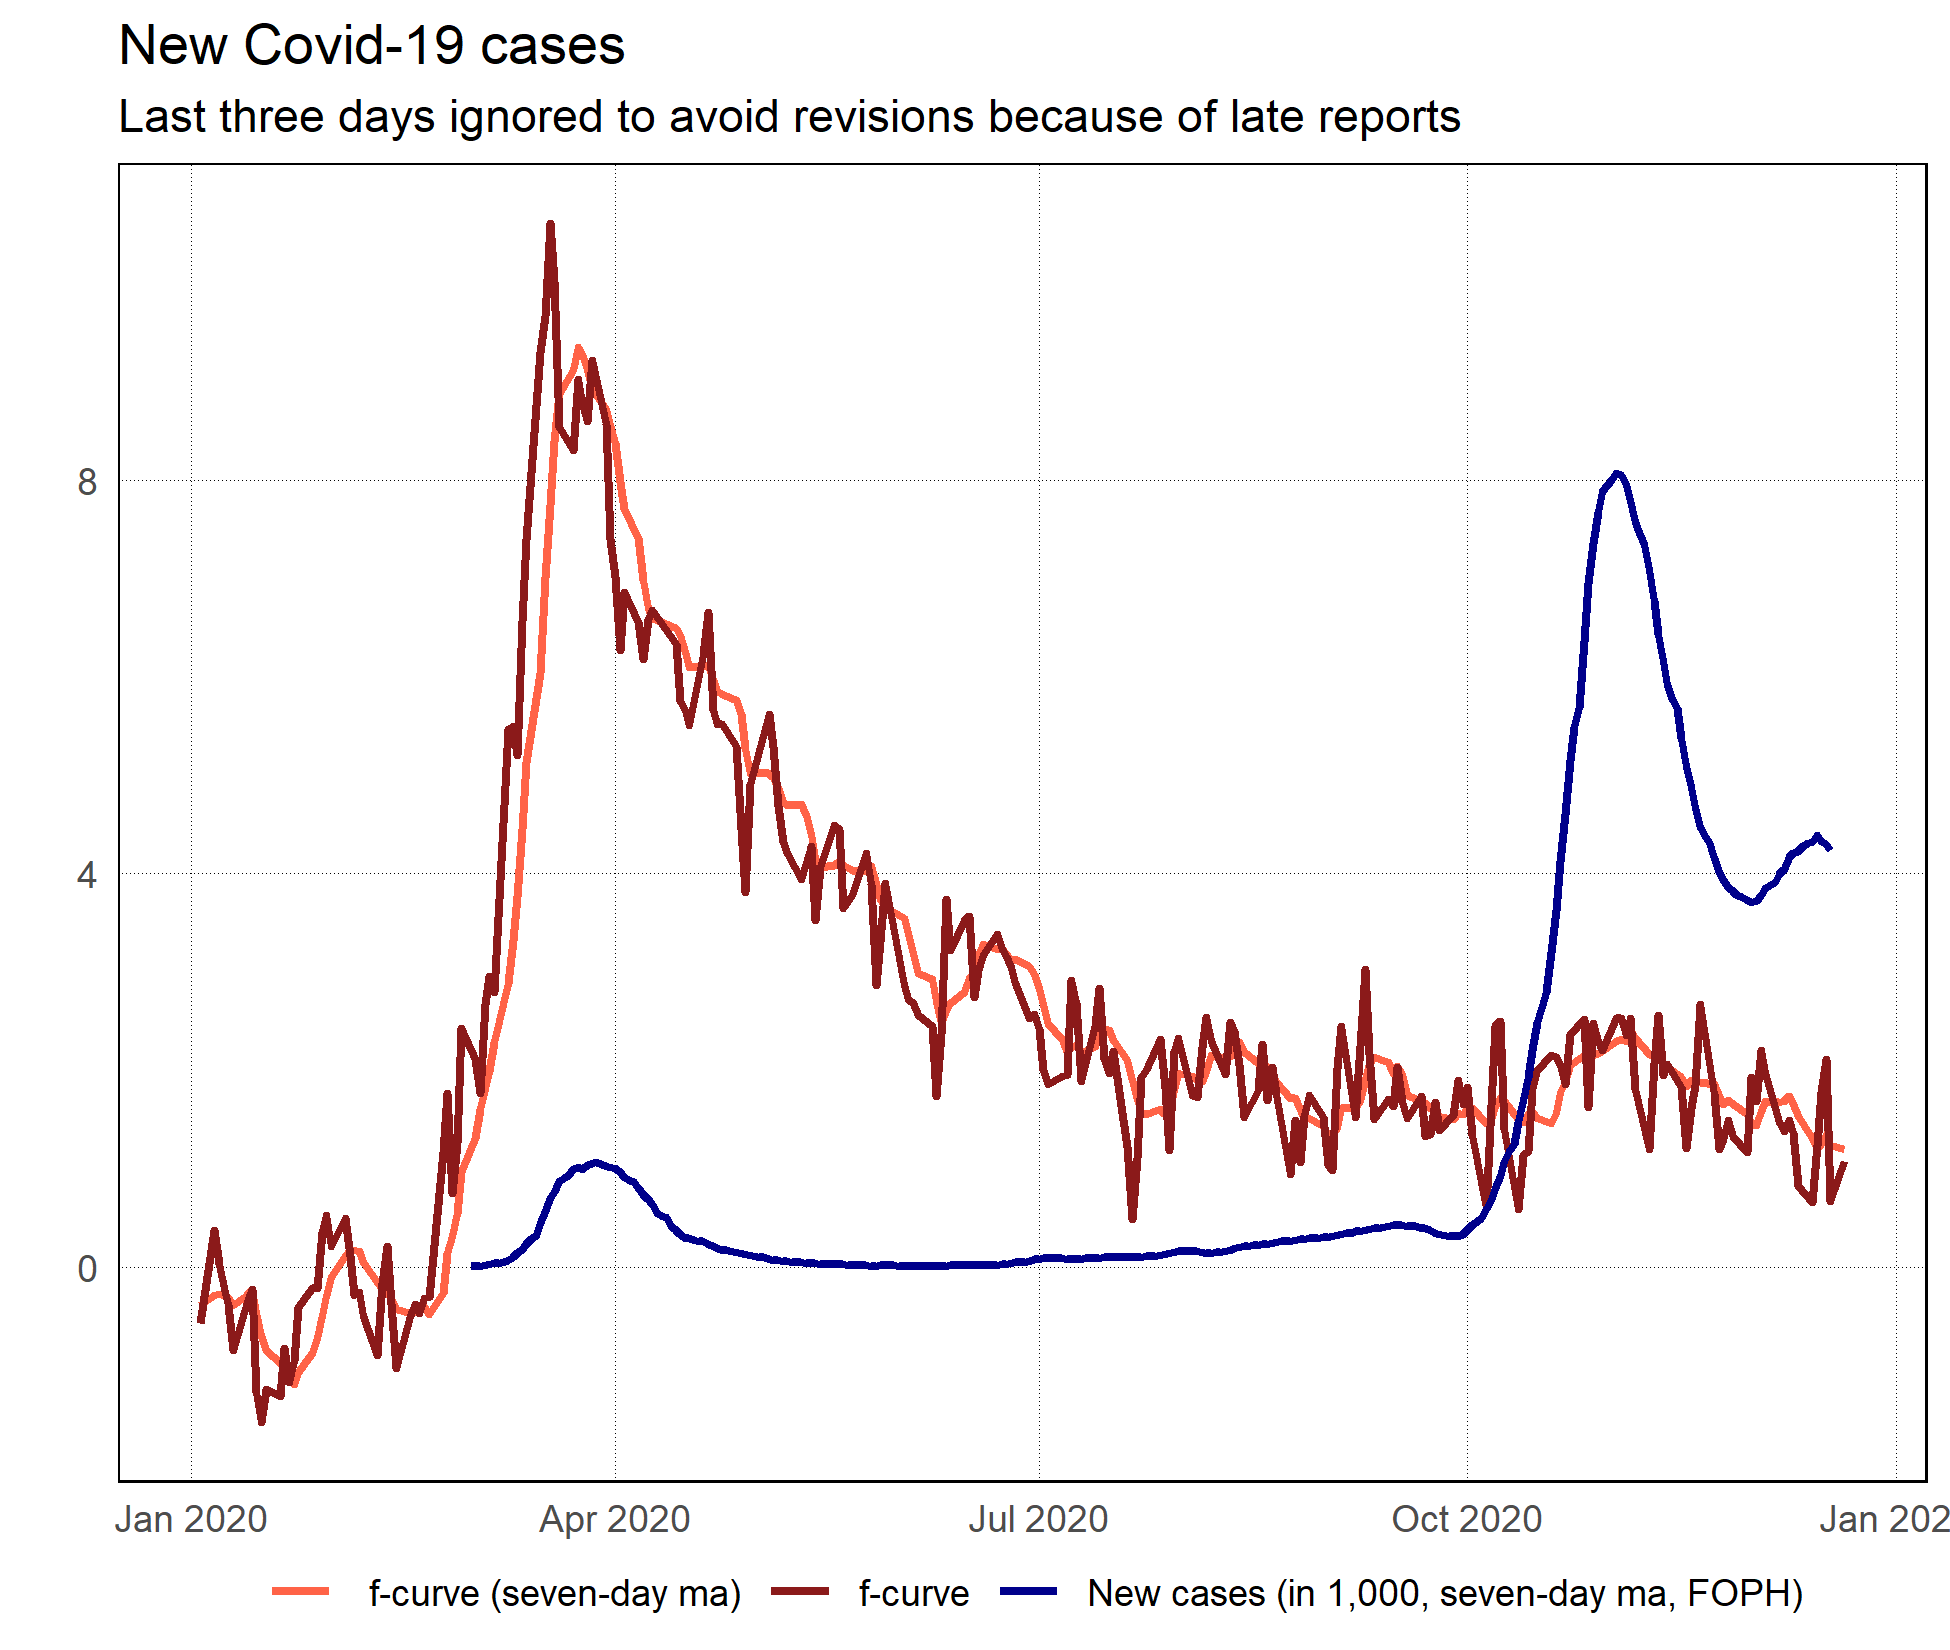 New Covid-19 cases
Last three days ignored to avoid revisions because of late reports
8
4
0
Jan 2020 Apr 2020 Jul 2020 Oct 2020 Jan 202
f-curve (seven-day ma) f-curve New cases (in 1,000, seven-day ma, FOPH)